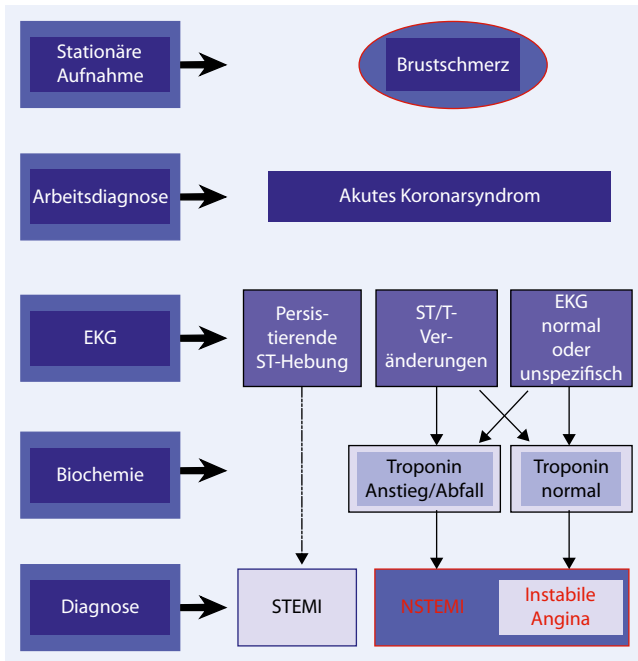 Stationäre
Aufnahme
Brustschmerz
Arbeitsdiagnose
Akutes Koronarsyndrom
EKG
Persis-
tierende
ST-Hebung
ST/T-
Ver-
änderungen
EKG
normal
oder
unspezifisch
Biochemie
Troponin
Anstieg/Abfall
Troponin
normal
Diagnose
STEMI
NSTEMI
Instabile
Angina